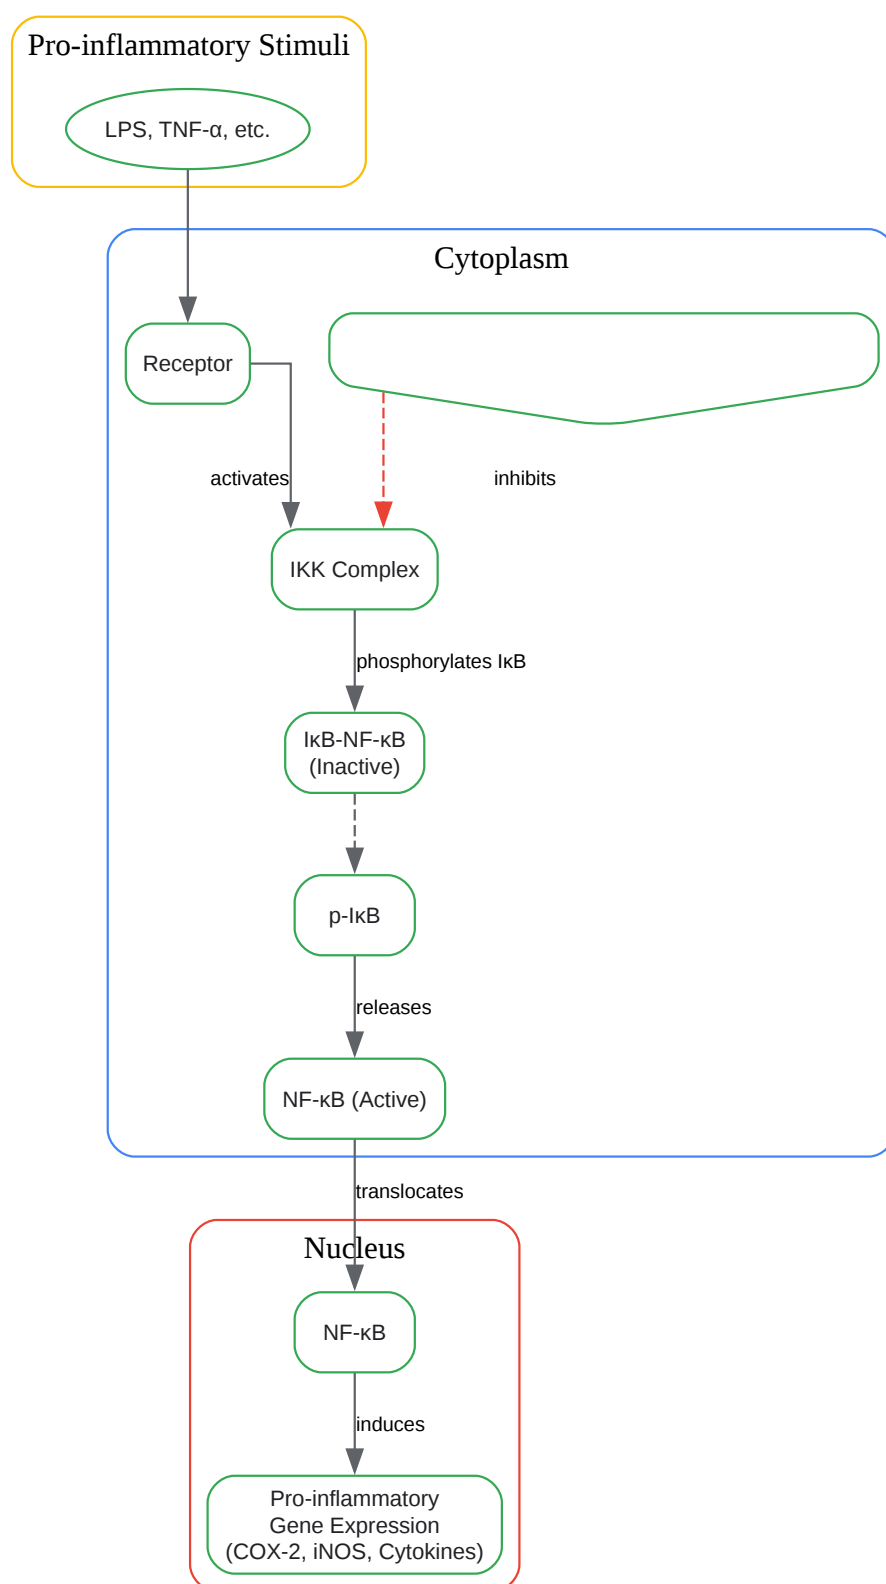 Pro-inflammatory Stimuli
LPS, TNF-α, etc.
Cytoplasm
Receptor
activates
inhibits
IKK Complex
phosphorylates IκB
IκB-NF-κB
(Inactive)
p-IκB
releases
NF-κB (Active)
translocates
Nucleus
NF-κB
induces
Pro-inflammatory
Gene Expression
(COX-2, iNOS, Cytokines)